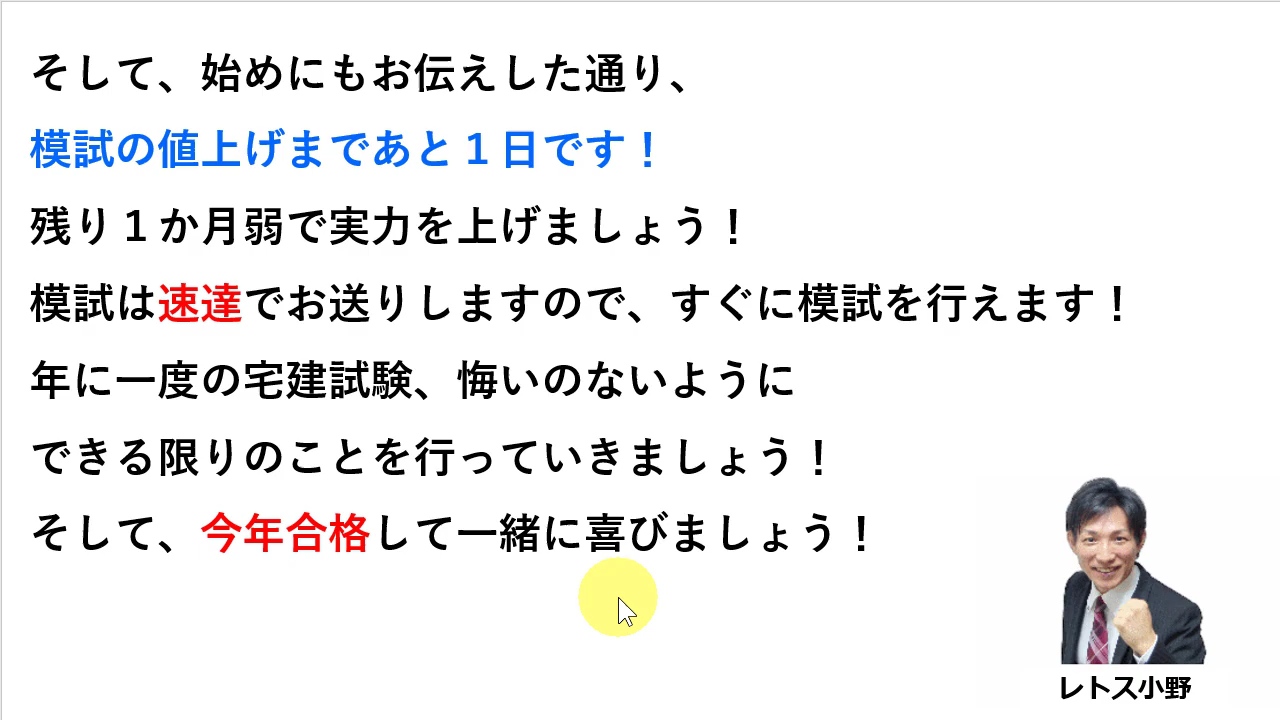 そして、始めにもお伝えした通り、
模試の値上げまであと１日です！
残り１か月弱で実力を上げましょう！
模試は速達でお送りしますので、すぐに模試を行えます！
年に一度の宅建試験、悔いのないように
できる限りのことを行っていきましょう！
そして、今年合格して一緒に喜びましょう！
レトス小野